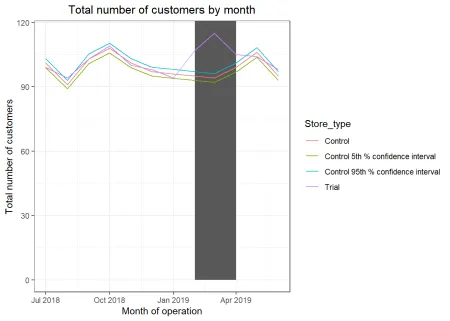 Total number of customers by month
Total number of customers
120
90
60
30
0
Jul 2018
Oct 2018
Jan 2019
Apr 2019
Month of operation
Store_type
Control
Control 5th % confidence interval
Control 95th % confidence interval
Trial